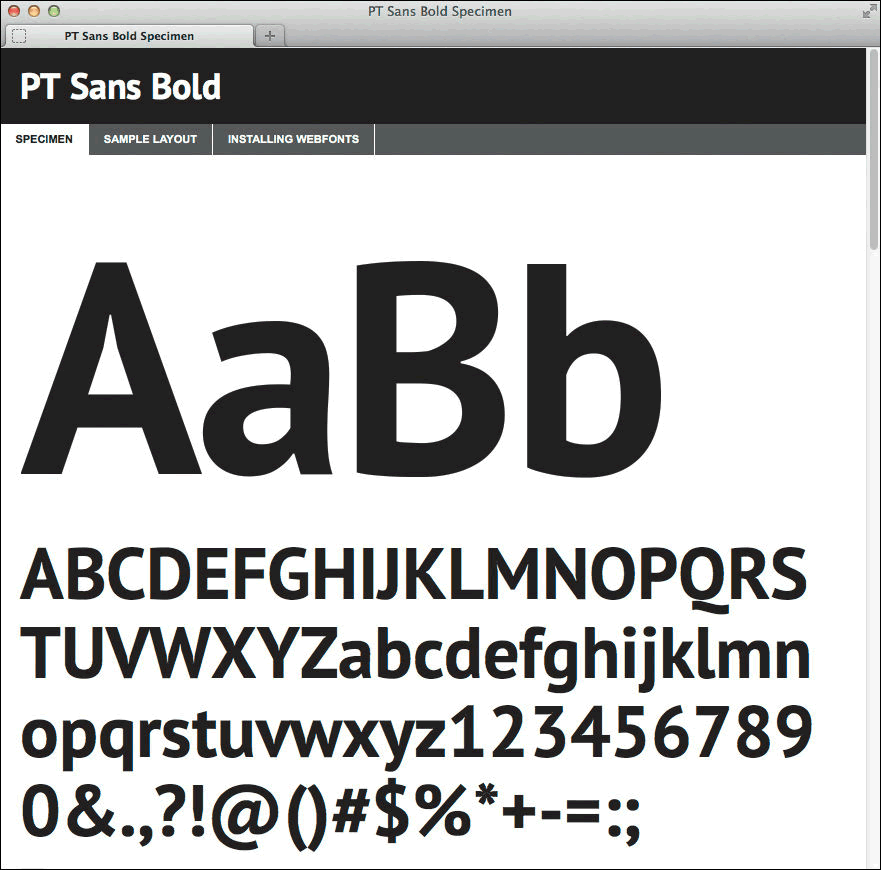 PT Sans Bold Specimen
PT Sans Bold Specimen
PT Sans Bold
SPECIMEN SAMPLE LAYOUT INSTALLING WEBFONTS
AaBb
ABCDEFGHIJKLMNOPQRS
TUVWXYZabcdefghijklmn
opqrstuvwxyz123456789
0&.,?!@()#$%*+-=:;